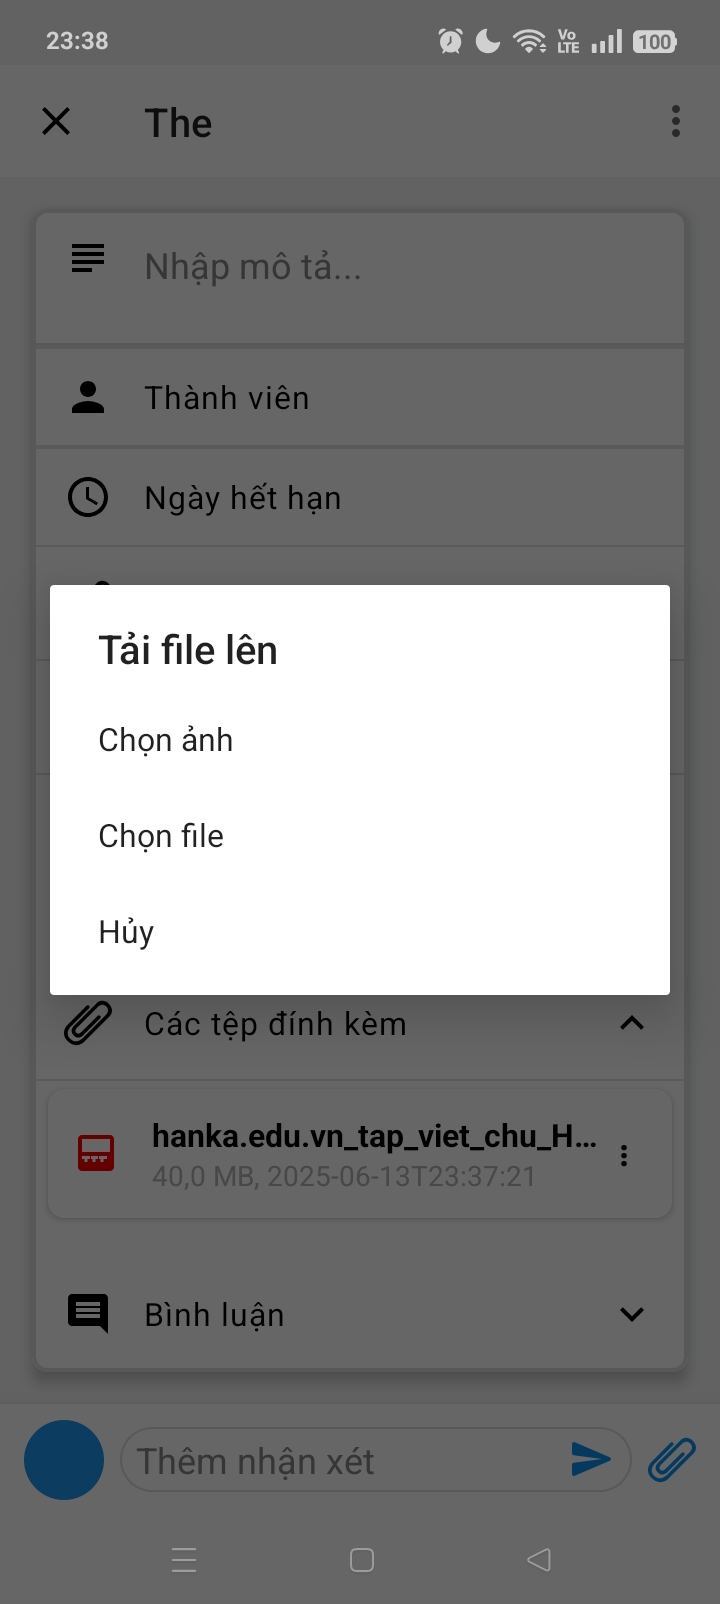 23:38
Vo
LTE
100
The
Nhập mô tả...
Thành viên
Ngày hết hạn
Tải file lên
Chọn ảnh
Chọn file
Hủy
Các tệp đính kèm
hanka.edu.vn_tap_viet_chu_H...
40,0 MB, 2025-06-13T23:37:21
Bình luận
Thêm nhận xét